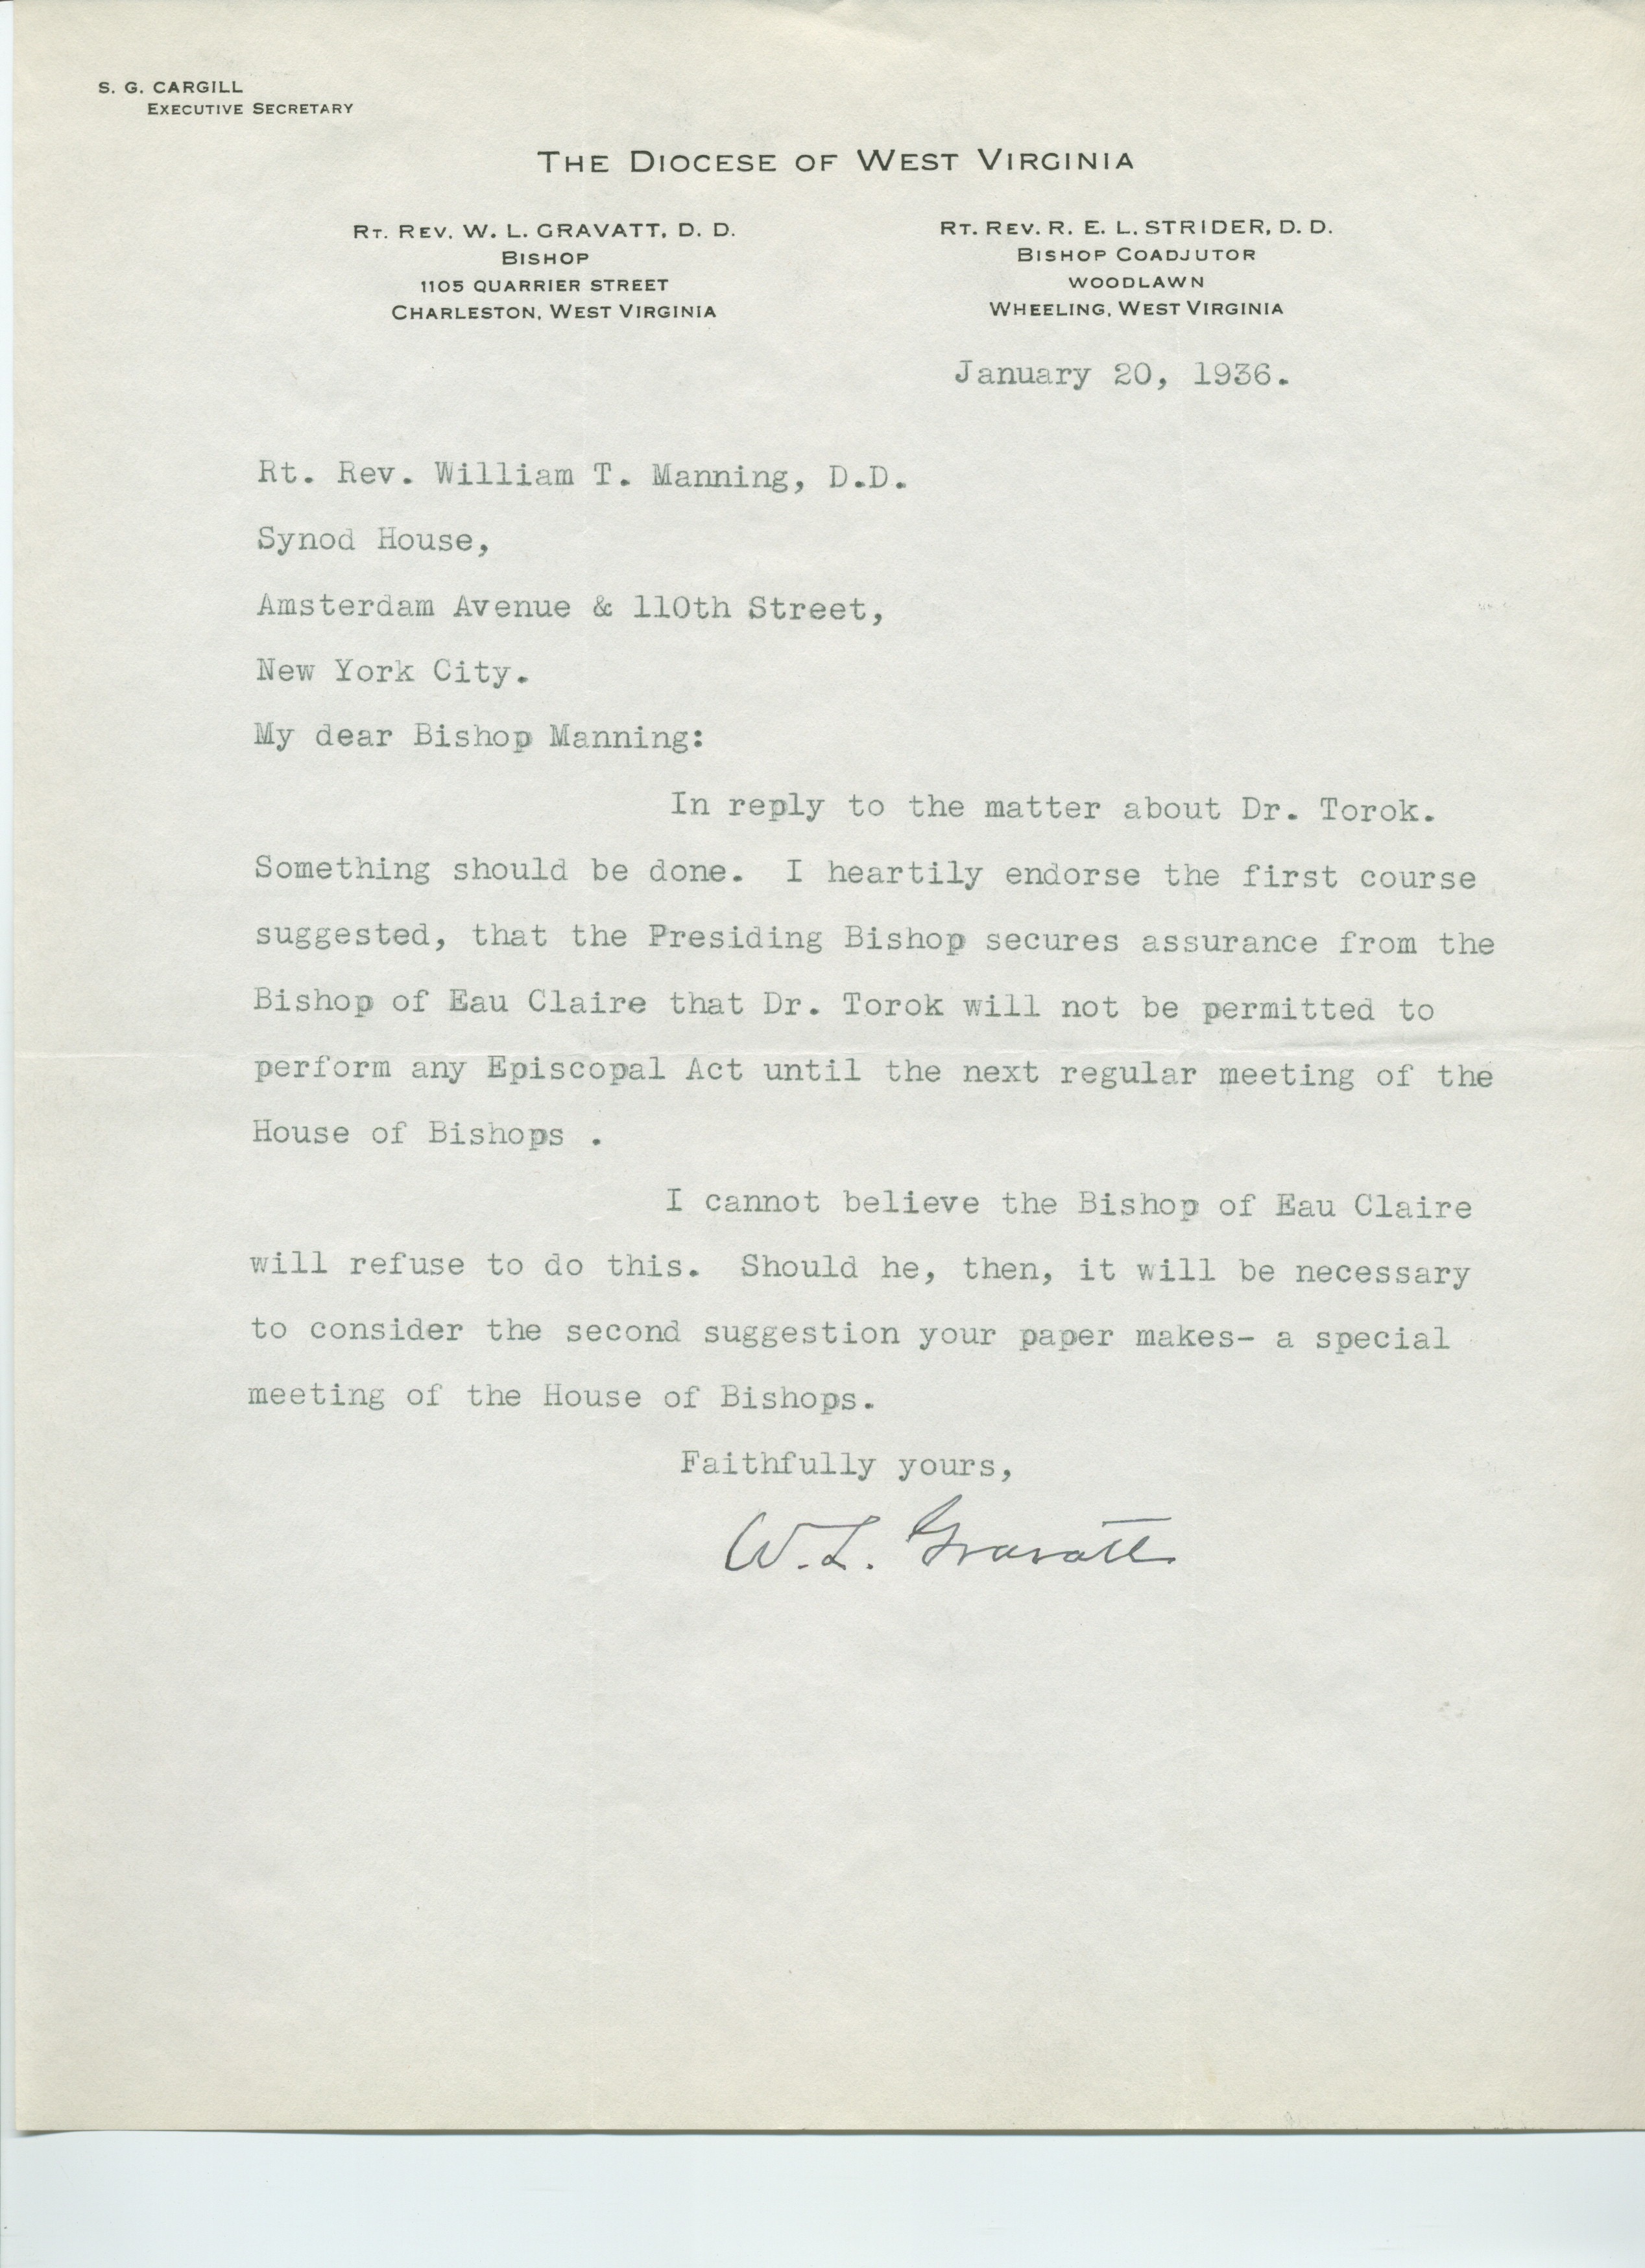 S. G. CARGILL
EXECUTIVE SECRETARY
THE DIOCESE OF WEST VIRGINIA
RT. REV. W. L. GRAVATT, D. D.
BISHOP
1105 QUARRIER STREET
CHARLESTON, WEST VIRGINIA
RT. REV. R. E. L. STRIDER, D. D.
BISHOP COADJUTOR
WOODLAWN
WHEELING, WEST VIRGINIA
January 20, 1936.
Rt. Rev. William T. Manning, D.D.
Synod House,
Amsterdam Avenue & 110th Street,
New York City.
My dear Bishop Manning:
In reply to the matter about Dr. Torok.
Something should be done. I heartily endorse the first course
suggested, that the Presiding Bishop secures assurance from the
Bishop of Eau Claire that Dr. Torok will not be permitted to
perform any Episcopal Act until the next regular meeting of the
House of Bishops .
I cannot believe the Bishop of Eau Claire
will refuse to do this. Should he, then, it will be necessary
to consider the second suggestion your paper makes- a special
meeting of the House of Bishops.
Faithfully yours,
W. L. Gravatt